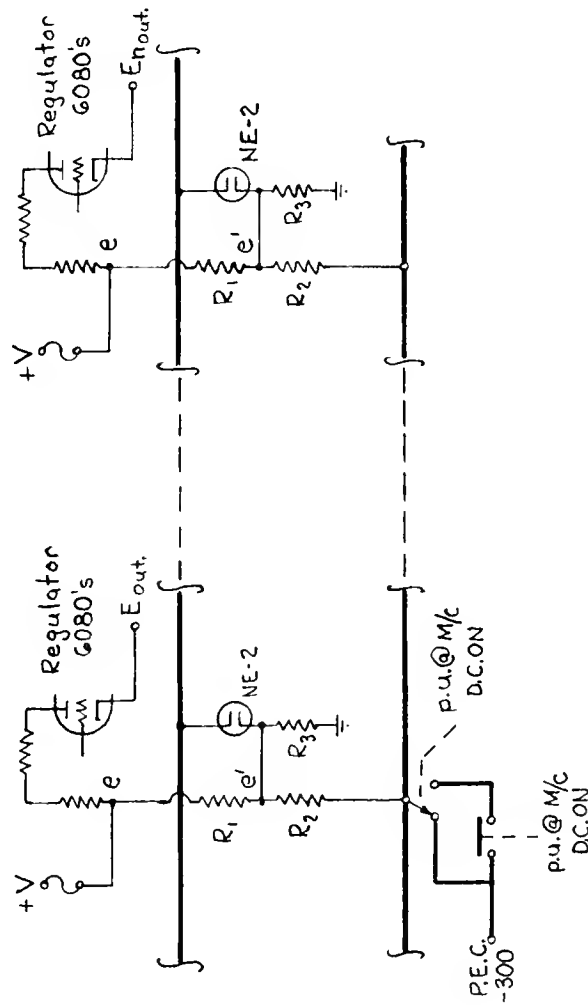 +V
Regulator
6080's
e
E out.
R1
e'
NE-2
R2
R3
+V
Regulator
6080's
e
En out.
R1
e'
NE-2
R2
R3
p.u.@M/c
D.C.ON
p.u.@M/c
D.C.ON
P.E.C.
-300